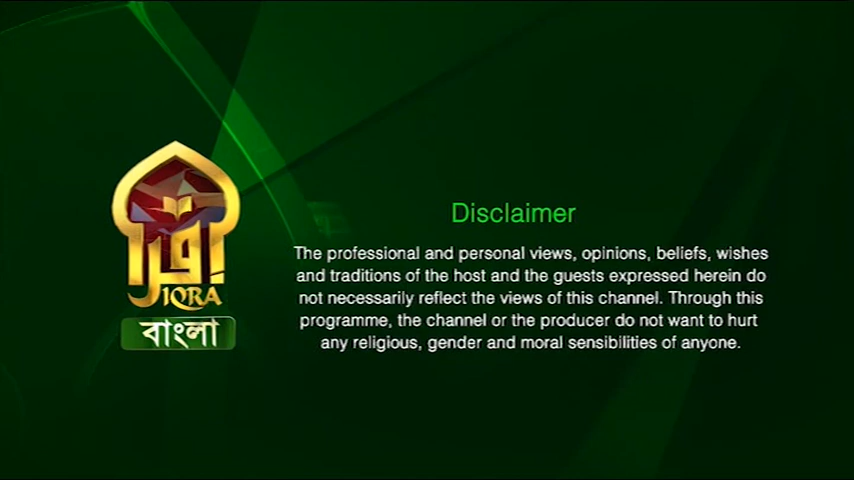 IQRA
বাংলা
Disclaimer
The professional and personal views, opinions, beliefs, wishes
and traditions of the host and the guests expressed herein do
not necessarily reflect the views of this channel. Through this
programme, the channel or the producer do not want to hurt
any religious, gender and moral sensibilities of anyone.